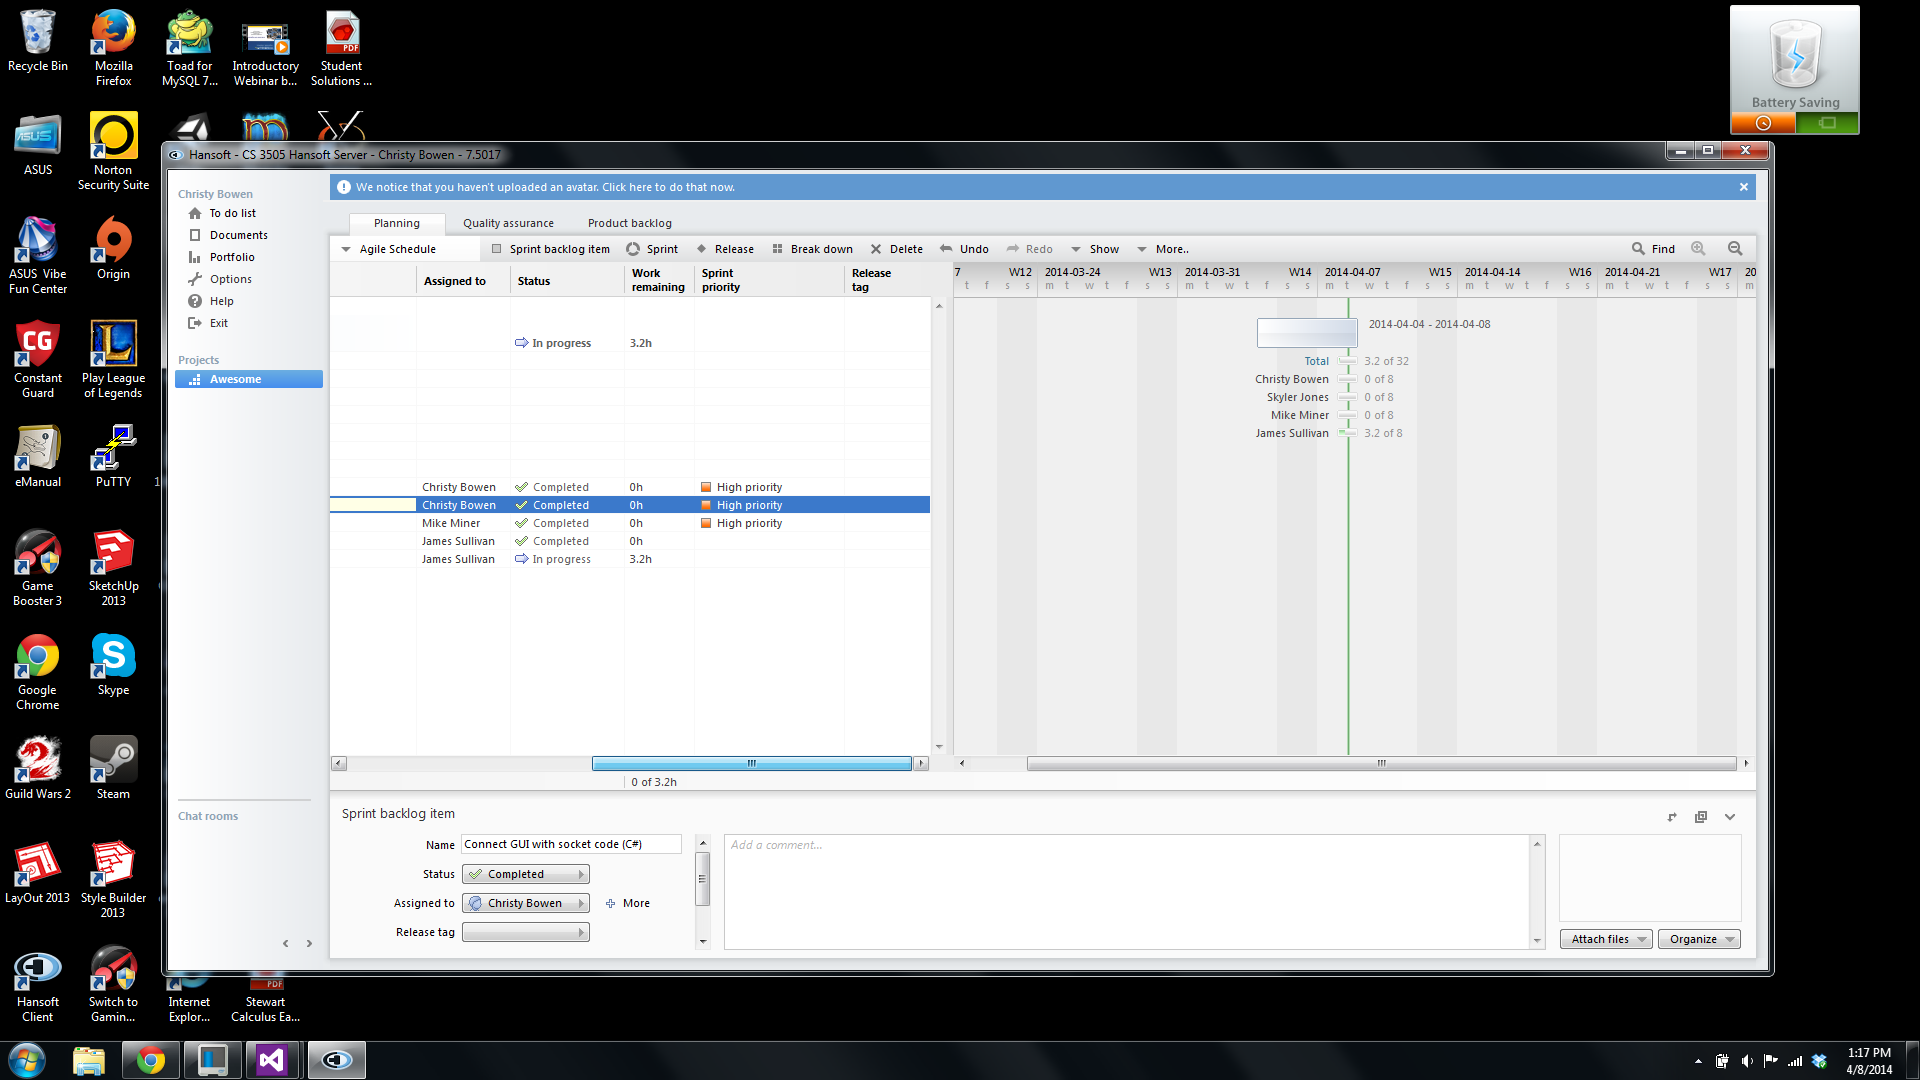 Recycle Bin
Mozilla
Firefox
Toad for
MySQL 7...
Introductory
Webinar b...
PDF
Student
Solutions ...
Battery Saving
ASUS
Norton
Security Suite
ASUS Vibe
Fun Center
Origin
CG
Constant
Guard
Play League
of Legends
eManual
PuTTY
1
Game
Booster 3
SketchUp
2013
Google
Chrome
Skype
Guild Wars 2
Steam
LayOut 2013
Style Builder
2013
Hansoft
Client
Switch to
Gamin...
Internet
Explor...
PDF
Stewart
Calculus Ea...
Hansoft - CS 3505 Hansoft Server - Christy Bowen - 7.5017
Christy Bowen
To do list
Documents
Portfolio
Options
Help
Exit
Projects
Awesome
Chat rooms
We notice that you haven't uploaded an avatar. Click here to do that now.
Planning Quality assurance Product backlog
Agile Schedule Sprint backlog item Sprint Release Break down Delete Undo Redo Show More.. Find
Assigned to Status Work remaining Sprint priority Release tag
7 W12 2014-03-24 W13 2014-03-31 W14 2014-04-07 W15 2014-04-14 W16 2014-04-21 W17 20
t f s s m t w t f s s m t w t f s s m t w t f s s m t w t f s s m t w t f s s m
In progress 3.2h
Christy Bowen Completed 0h High priority
Christy Bowen Completed 0h High priority
Mike Miner Completed 0h High priority
James Sullivan Completed 0h
James Sullivan In progress 3.2h
0 of 3.2h
2014-04-04 - 2014-04-08
Total 3.2 of 32
Christy Bowen 0 of 8
Skyler Jones 0 of 8
Mike Miner 0 of 8
James Sullivan 3.2 of 8
Sprint backlog item
Name Connect GUI with socket code (C#)
Status Completed
Assigned to Christy Bowen More
Release tag
Add a comment...
Attach files Organize
1:17 PM
4/8/2014